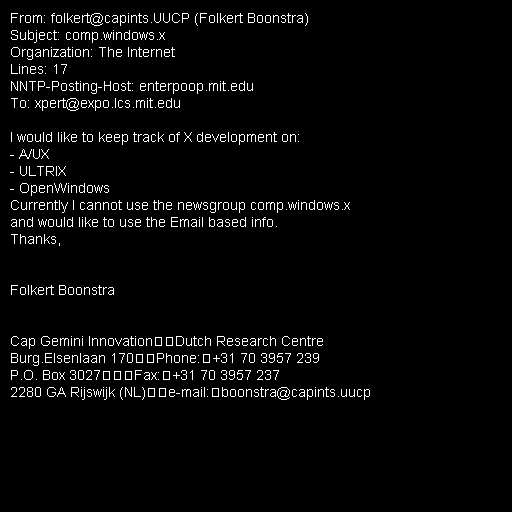 From: folkert@capints.UUCP (Folkert Boonstra)
Subject: comp.windows.x
Organization: The Internet
Lines: 17
NNTP-Posting-Host: enterpoop.mit.edu
To: xpert@expo.lcs.mit.edu

I would like to keep track of X development on:
- A/UX
- ULTRIX
- OpenWindows
Currently I cannot use the newsgroup comp.windows.x
and would like to use the Email based info.
Thanks,

Folkert Boonstra

Cap Gemini Innovation▯▯Dutch Research Centre
Burg.Elsenlaan 170▯▯Phone:▯+31 70 3957 239
P.O. Box 3027▯▯▯Fax:▯+31 70 3957 237
2280 GA Rijswijk (NL)▯▯e-mail:▯boonstra@capints.uucp